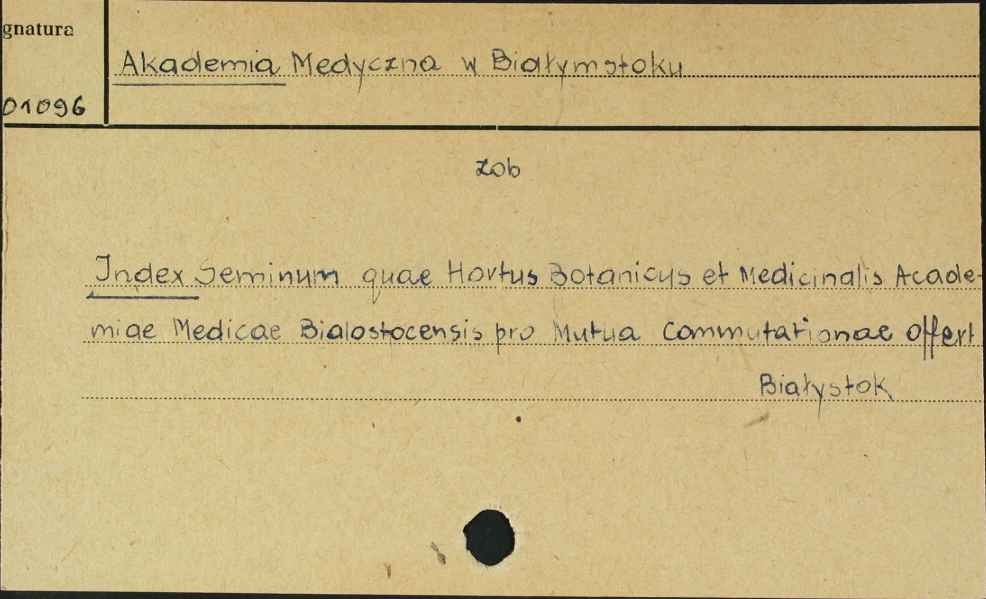 gnatura
Akademia Medyczna w Białymstoku
01096
zob
Index Seminum quae Hortus Botanicus et Medicinalis Acade-
miae Medicae Bialostocensis pro Mutua Commutationae offert
Białystok